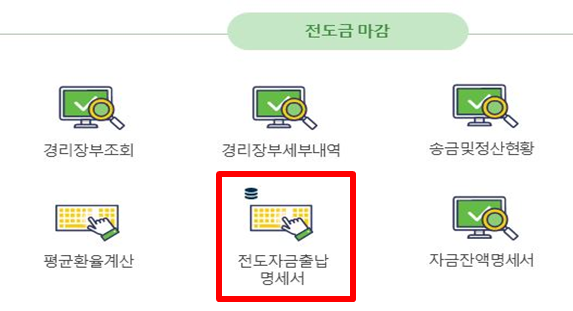 전도금 마감
경리장부조회
경리장부세부내역
송금및정산현황
평균환율계산
전도자금출납
명세서
자금잔액명세서